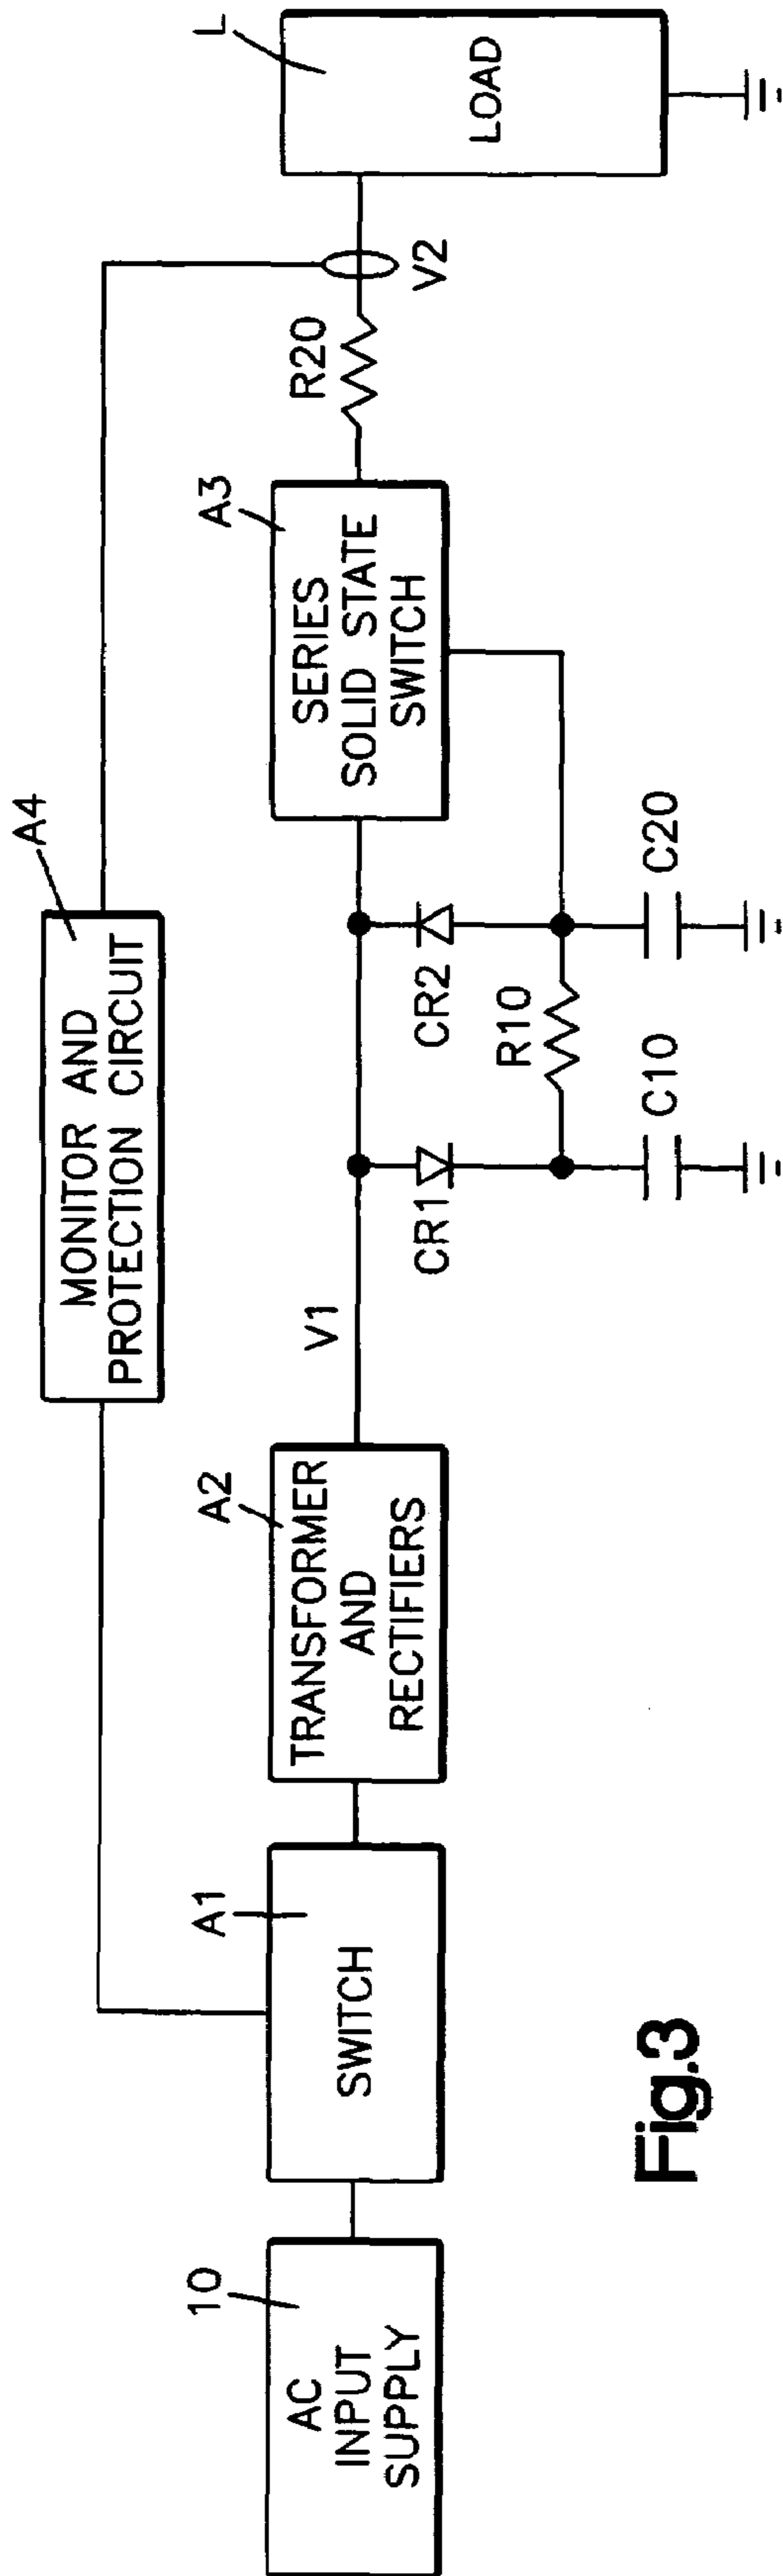 A4
MONITOR AND
PROTECTION CIRCUIT
10
AC
INPUT
SUPPLY
A1
SWITCH
A2
TRANSFORMER
AND
RECTIFIERS
V1
CR1
CR2
R10
C10
C20
A3
SERIES
SOLID STATE
SWITCH
R20
V2
L
LOAD
Fig.3